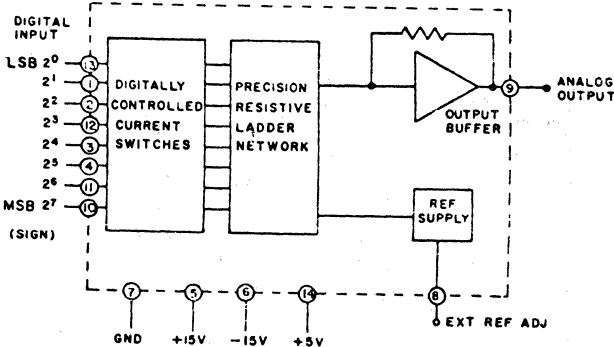 DIGITAL
INPUT
LSB 2⁰ 13
2¹ 1
2² 2
2³ 12
2⁴ 3
2⁵ 4
2⁶ 11
MSB 2⁷ 10
(SIGN)
DIGITALLY
CONTROLLED
CURRENT
SWITCHES
PRECISION
RESISTIVE
LADDER
NETWORK
OUTPUT
BUFFER
9
ANALOG
OUTPUT
REF
SUPPLY
7 5 6 14 8
GND +15V -15V +5V
EXT REF ADJ